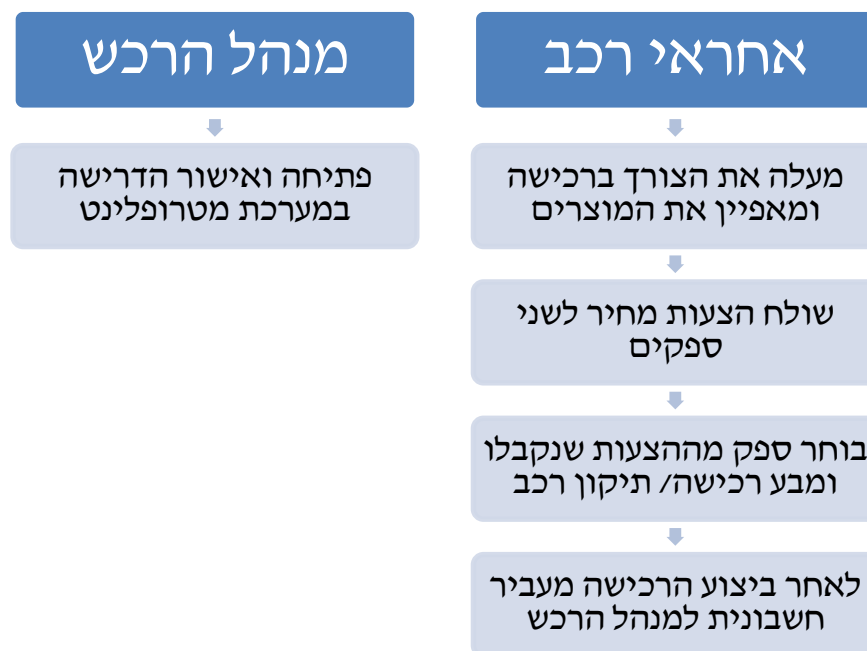 אחראי רכב
מעלה את הצורך ברכישה
ומאפיין את המוצרים
שולח הצעות מחיר לשני
ספקים
בוחר ספק מההצעות שנקבלו
ומבע רכישה/ תיקון רכב
לאחר ביצוע הרכישה מעביר
חשבונית למנהל הרכש
מנהל הרכש
פתיחה ואישור הדרישה
במערכת מטרופלינט